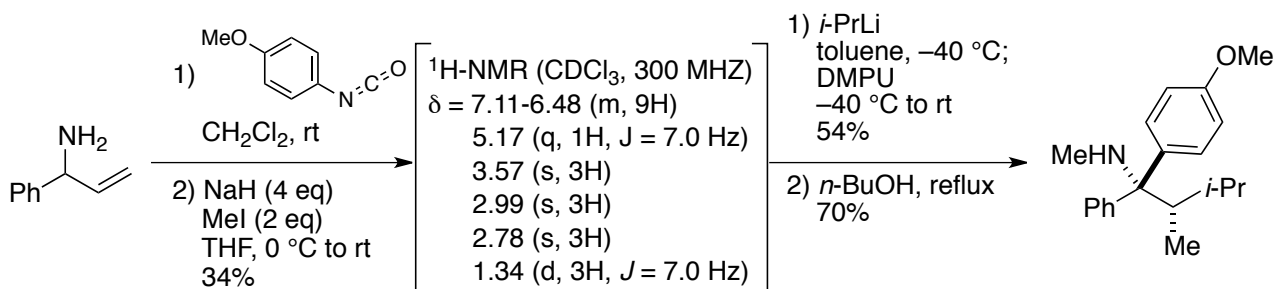 MeO
1)
N
C
O
CH2Cl2, rt
NH2
Ph
2) NaH (4 eq)
MeI (2 eq)
THF, 0 °C to rt
34%
1H-NMR (CDCl3, 300 MHZ)
δ = 7.11-6.48 (m, 9H)
5.17 (q, 1H, J = 7.0 Hz)
3.57 (s, 3H)
2.99 (s, 3H)
2.78 (s, 3H)
1.34 (d, 3H, J = 7.0 Hz)
1) i-PrLi
toluene, –40 °C;
DMPU
–40 °C to rt
54%
2) n-BuOH, reflux
70%
OMe
MeHN
Ph
i-Pr
Me